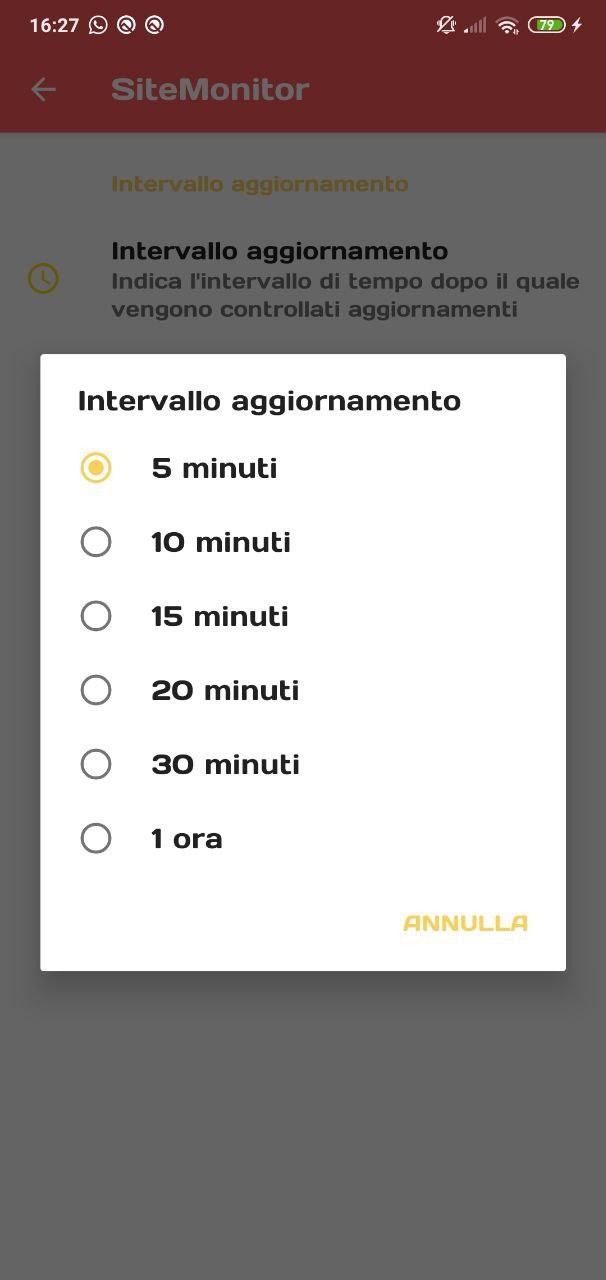 16:27
79
SiteMonitor
Intervallo aggiornamento
Intervallo aggiornamento
Indica l'intervallo di tempo dopo il quale
vengono controllati aggiornamenti
Intervallo aggiornamento
5 minuti
10 minuti
15 minuti
20 minuti
30 minuti
1 ora
ANNULLA